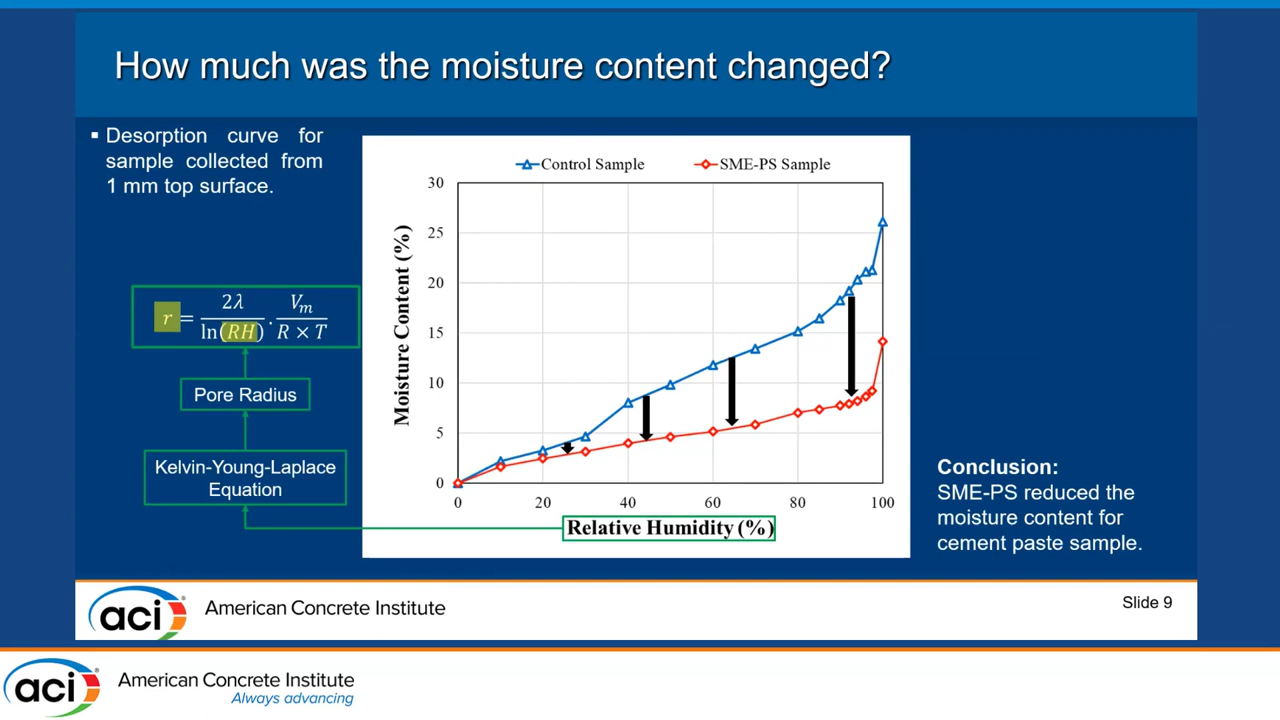 How much was the moisture content changed?
▪ Desorption curve for
sample collected from
1 mm top surface.
r = 2λ / ln(RH) . Vm / R × T
Pore Radius
Kelvin-Young-Laplace
Equation
Control Sample SME-PS Sample
Moisture Content (%)
30
25
20
15
10
5
0
0 20 40 60 80 100
Relative Humidity (%)
Conclusion:
SME-PS reduced the
moisture content for
cement paste sample.
aci American Concrete Institute
Slide 9
aci American Concrete Institute
Always advancing